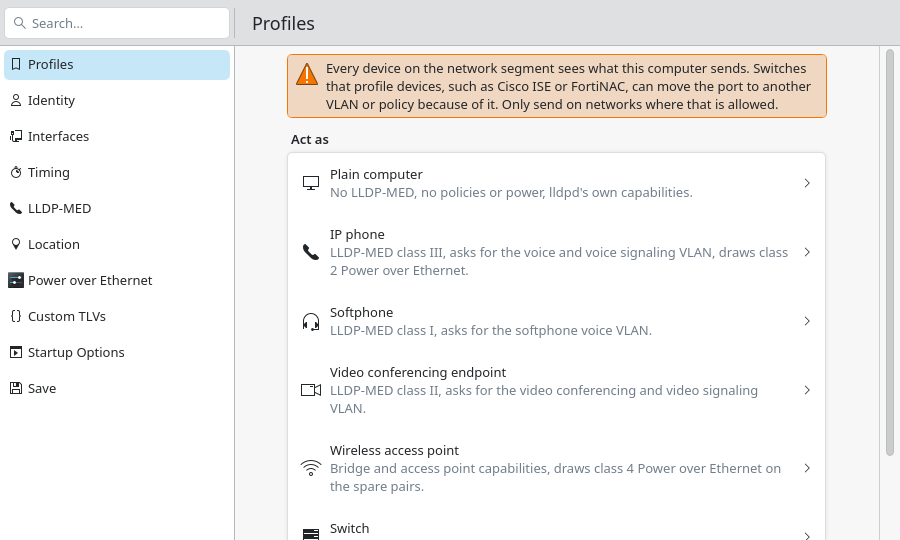 Search...
Profiles
Profiles
Identity
Interfaces
Timing
LLDP-MED
Location
Power over Ethernet
Custom TLVs
Startup Options
Save
Every device on the network segment sees what this computer sends. Switches
that profile devices, such as Cisco ISE or FortiNAC, can move the port to another
VLAN or policy because of it. Only send on networks where that is allowed.
Act as
Plain computer
No LLDP-MED, no policies or power, lldpd's own capabilities.
IP phone
LLDP-MED class III, asks for the voice and voice signaling VLAN, draws class
2 Power over Ethernet.
Softphone
LLDP-MED class I, asks for the softphone voice VLAN.
Video conferencing endpoint
LLDP-MED class II, asks for the video conferencing and video signaling
VLAN.
Wireless access point
Bridge and access point capabilities, draws class 4 Power over Ethernet on
the spare pairs.
Switch